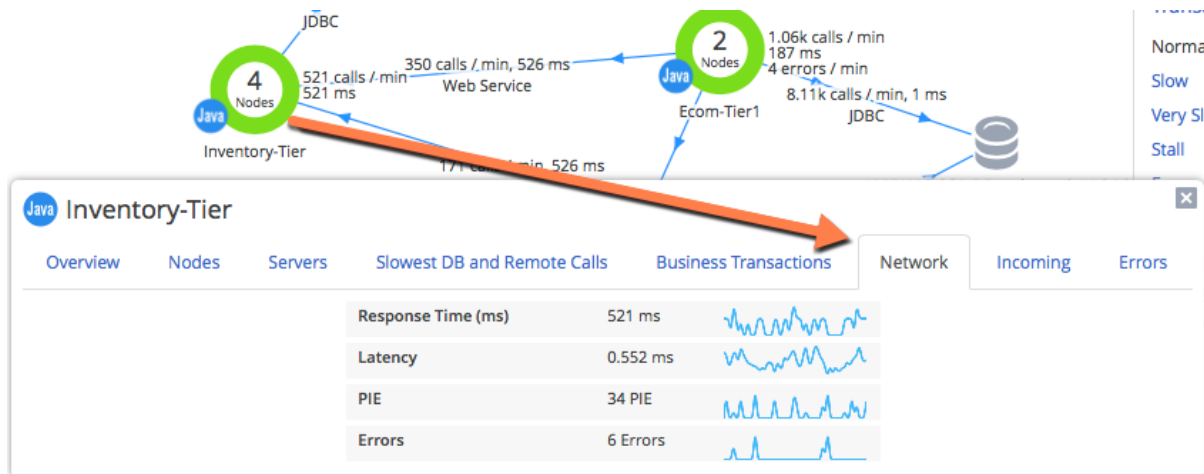 JDBC
2
Nodes
Java
Ecom-Tier1
1.06k calls / min
187 ms
4 errors / min
8.11k calls / min, 1 ms
JDBC
350 calls / min, 526 ms
Web Service
4
Nodes
Java
Inventory-Tier
521 calls / min
521 ms
526 ms
Slow
Stall
Java Inventory-Tier
Overview Nodes Servers Slowest DB and Remote Calls Business Transactions Network Incoming Errors
Response Time (ms) 521 ms
Latency 0.552 ms
PIE 34 PIE
Errors 6 Errors